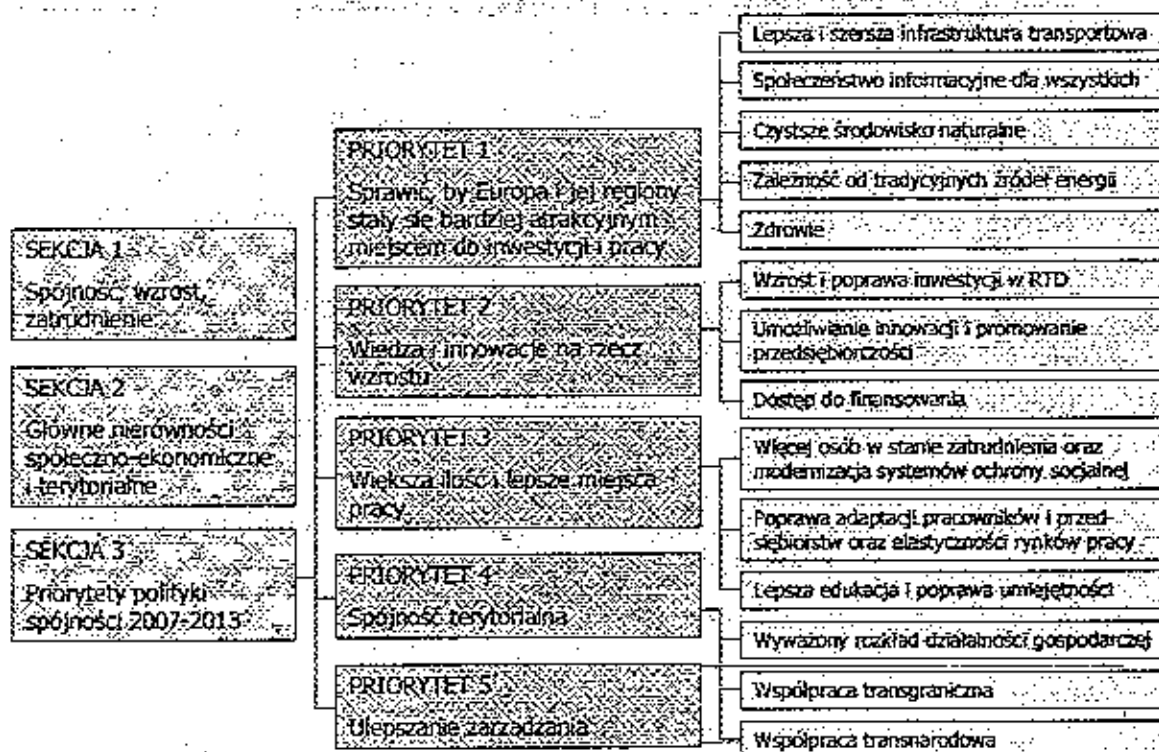 SEKCJA 1
Spójność, wzrost,
zatrudnienie
SEKCJA 2
Główne nierówności
społeczno-ekonomiczne
i terytorialne
SEKCJA 3
Priorytety polityki
spójności 2007-2013
PRIORYTET 1
Sprawić, by Europa i jej regiony
stały się bardziej atrakcyjnym
miejscem do inwestycji i pracy
PRIORYTET 2
Wiedza i innowacje na rzecz
wzrostu
PRIORYTET 3
Większa ilość i lepsze miejsca
pracy
PRIORYTET 4
Spójność terytorialna
PRIORYTET 5
Ulepszanie zarządzania
Lepsza i szersza infrastruktura transportowa
Społeczeństwo informacyjne dla wszystkich
Czystsze środowisko naturalne
Zależność od tradycyjnych źródeł energii
Zdrowie
Wzrost i poprawa inwestycji w RTD
Umożliwianie innowacji i promowanie
przedsiębiorczości
Dostęp do finansowania
Więcej osób w stanie zatrudnienia oraz
modernizacja systemów ochrony socjalnej
Poprawa adaptacji pracowników i przed-
siębiorstw oraz elastyczności rynków pracy
Lepsza edukacja i poprawa umiejętności
Wyważony rozkład działalności gospodarczej
Współpraca transgraniczna
Współpraca transnarodowa